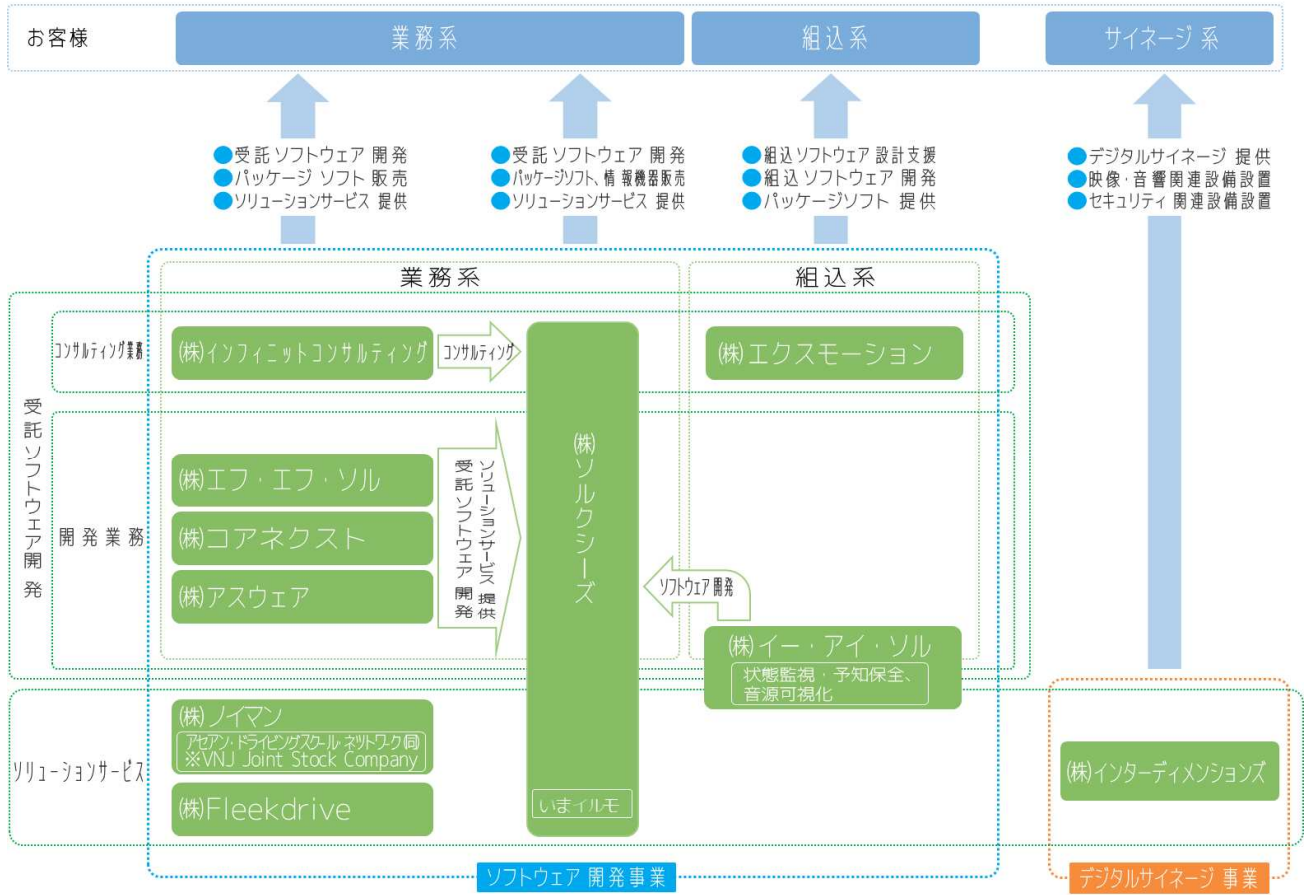 お客様
業務系
組込系
サイネージ系
●受託ソフトウェア開発
●パッケージソフト販売
●ソリューションサービス提供
●受託ソフトウェア開発
●パッケージソフト、情報機器販売
●ソリューションサービス提供
●組込ソフトウェア設計支援
●組込ソフトウェア開発
●パッケージソフト提供
●デジタルサイネージ提供
●映像・音響関連設備設置
●セキュリティ関連設備設置
業務系
組込系
受託ソフトウェア開発
コンサルティング業務
㈱インフィニットコンサルティング
コンサルティング
㈱エクスモーション
開発業務
㈱エフ・エフ・ソル
㈱コアネクスト
㈱アスウェア
ソリューションサービス提供
受託ソフトウェア開発
㈱ソルクシーズ
ソフトウェア開発
㈱イー・アイ・ソル
状態監視・予知保全、
音源可視化
ソリューションサービス
㈱ノイマン
アセアン・ドライビングスクール・ネットワーク(同)
※VNJ Joint Stock Company
㈱Fleekdrive
いまイルモ
㈱インターディメンションズ
ソフトウェア開発事業
デジタルサイネージ事業